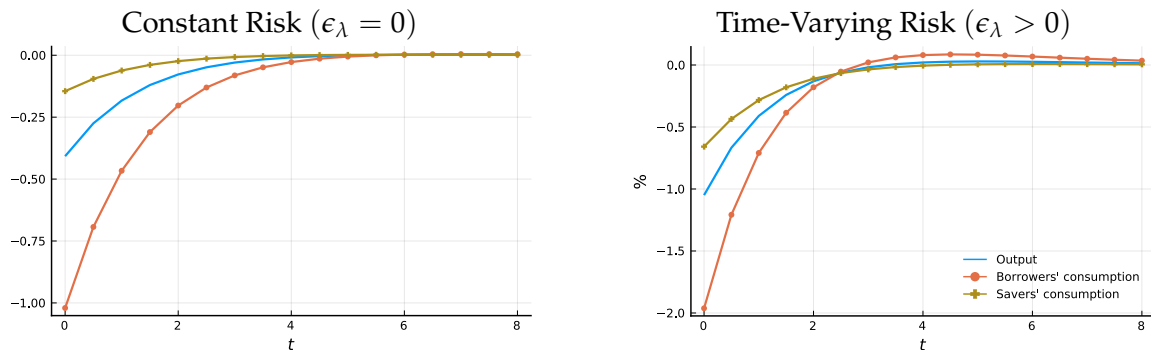 Constant Risk (ϵλ = 0)
0.00
−0.25
−0.50
−0.75
−1.00
0 2 4 6 8
t
Time-Varying Risk (ϵλ > 0)
%
0.0
−0.5
−1.0
−1.5
−2.0
Output
Borrowers' consumption
Savers' consumption
0 2 4 6 8
t